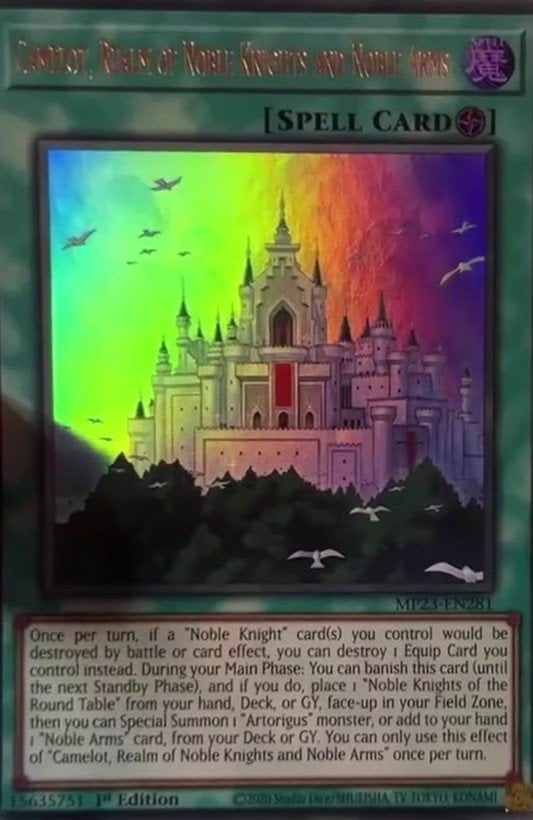 Camelot, Realm of Noble Knights and Noble Arms
SPELL
魔
[Spell Card]
MP23-EN281
Once per turn, if a "Noble Knight" card(s) you control would be
destroyed by battle or card effect, you can destroy 1 Equip Card you
control instead. During your Main Phase: You can banish this card (until
the next Standby Phase), and if you do, place 1 "Noble Knights of the
Round Table" from your hand, Deck, or GY, face-up in your Field Zone,
then you can Special Summon 1 "Artorigus" monster, or add to your hand
1 "Noble Arms" card, from your Deck or GY. You can only use this effect
of "Camelot, Realm of Noble Knights and Noble Arms" once per turn.
15635751 1st Edition ©2020 Studio Dice/SHUEISHA, TV TOKYO, KONAMI